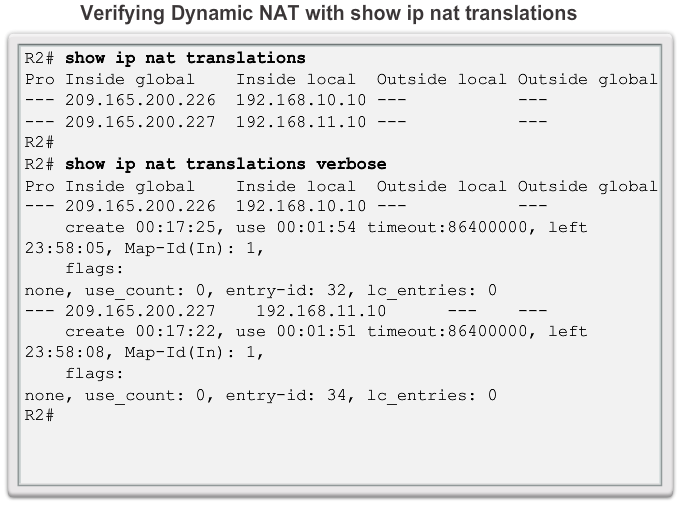 Verifying Dynamic NAT with show ip nat translations
R2# show ip nat translations
Pro Inside global    Inside local  Outside local Outside global
--- 209.165.200.226  192.168.10.10 ---           ---
--- 209.165.200.227  192.168.11.10 ---           ---
R2#
R2# show ip nat translations verbose
Pro Inside global    Inside local  Outside local Outside global
--- 209.165.200.226  192.168.10.10 ---           ---
    create 00:17:25, use 00:01:54 timeout:86400000, left
23:58:05, Map-Id(In): 1,
    flags:
none, use_count: 0, entry-id: 32, lc_entries: 0
--- 209.165.200.227    192.168.11.10      ---    ---
    create 00:17:22, use 00:01:51 timeout:86400000, left
23:58:08, Map-Id(In): 1,
    flags:
none, use_count: 0, entry-id: 34, lc_entries: 0
R2#